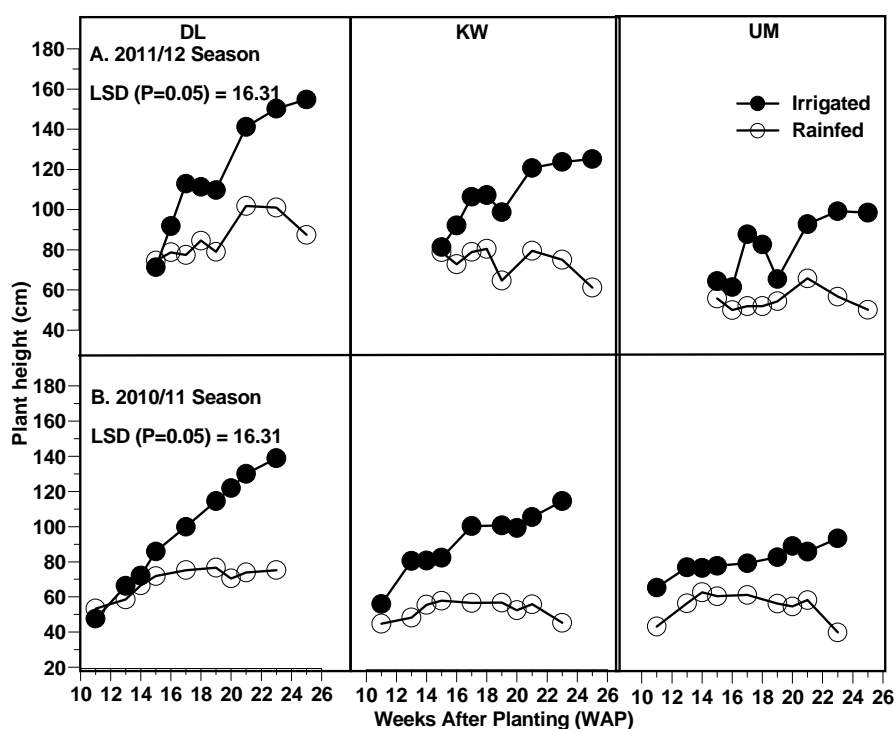 DL KW UM
A. 2011/12 Season
LSD (P=0.05) = 16.31
Irrigated
Rainfed
180
160
140
120
100
80
60
40
B. 2010/11 Season
LSD (P=0.05) = 16.31
180
160
140
120
100
80
60
40
20
Plant height (cm)
10 12 14 16 18 20 22 24 26 10 12 14 16 18 20 22 24 26 10 12 14 16 18 20 22 24 26
Weeks After Planting (WAP)